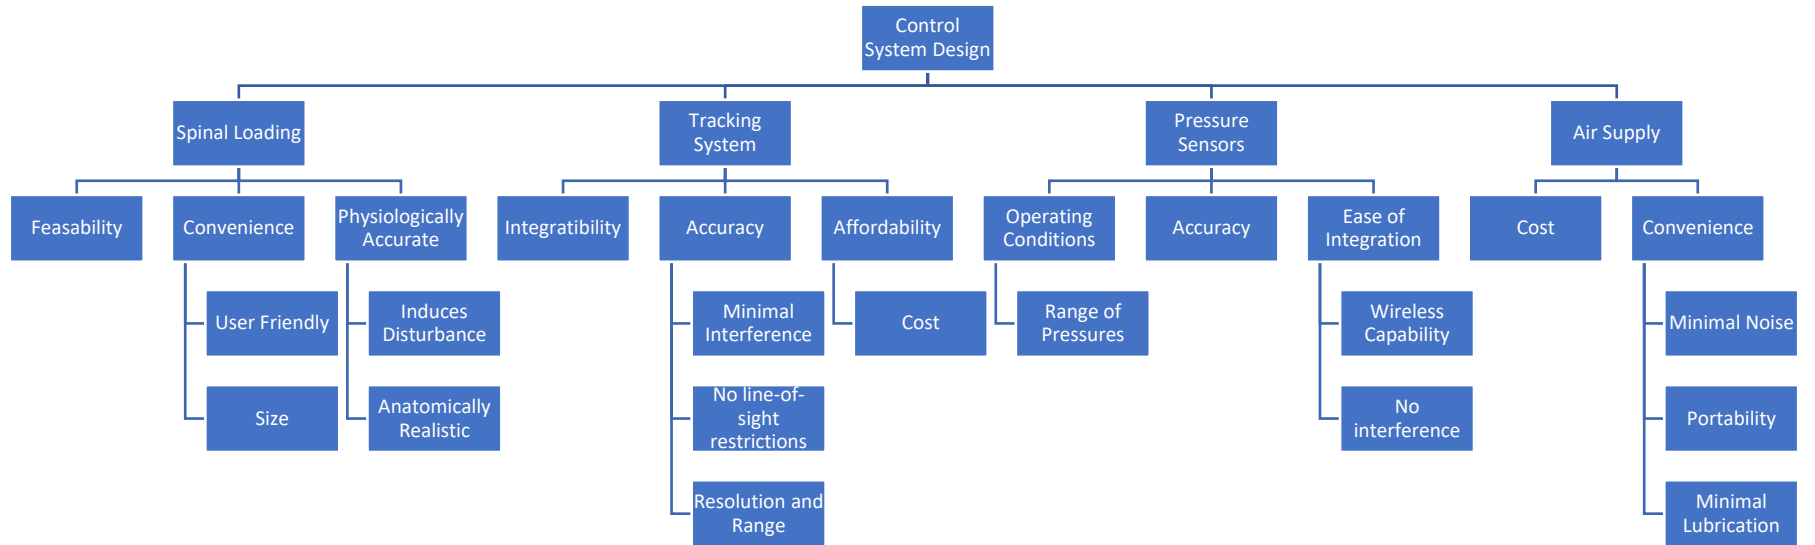 Control
System Design
Spinal Loading
Tracking
System
Pressure
Sensors
Air Supply
Feasability
Convenience
Physiologically
Accurate
Integratibility
Accuracy
Affordability
Operating
Conditions
Accuracy
Ease of
Integration
Cost
Convenience
User Friendly
Induces
Disturbance
Minimal
Interference
Cost
Range of
Pressures
Wireless
Capability
Minimal Noise
Size
Anatomically
Realistic
No line-of-
sight
restrictions
No
interference
Portability
Resolution and
Range
Minimal
Lubrication